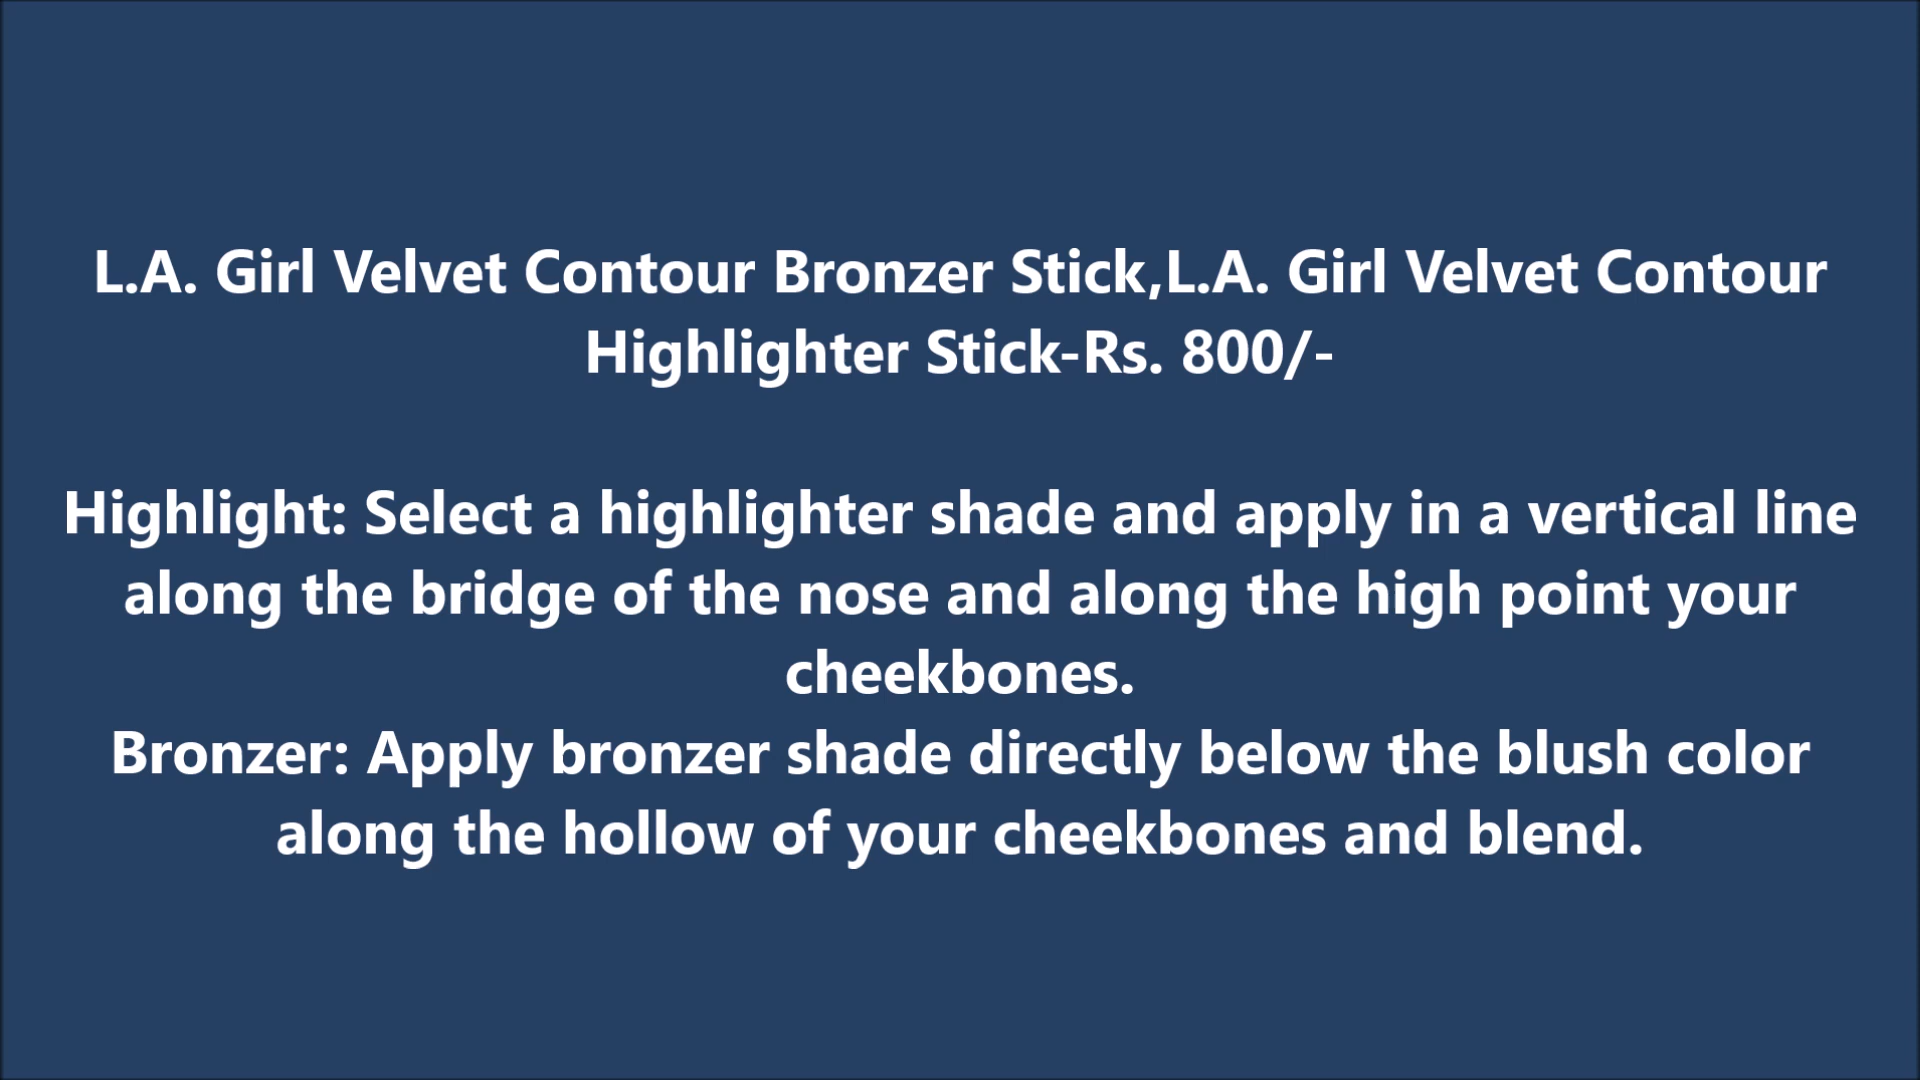 L.A. Girl Velvet Contour Bronzer Stick,L.A. Girl Velvet Contour
Highlighter Stick-Rs. 800/-
Highlight: Select a highlighter shade and apply in a vertical line
along the bridge of the nose and along the high point your
cheekbones.
Bronzer: Apply bronzer shade directly below the blush color
along the hollow of your cheekbones and blend.